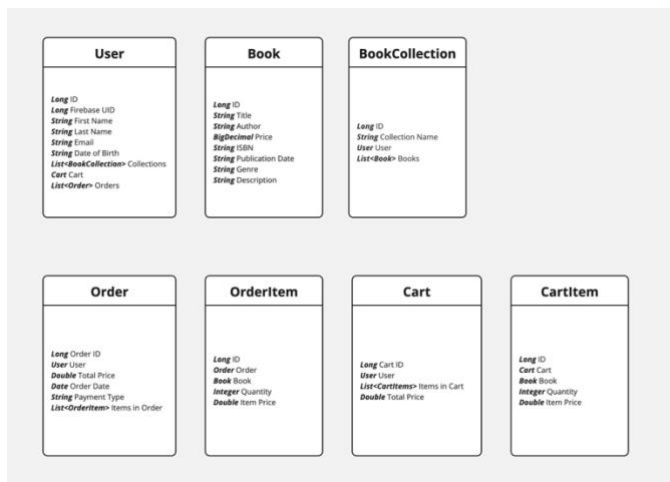 User
Long ID
Long Firebase UID
String First Name
String Last Name
String Email
String Date of Birth
List<BookCollection> Collections
Cart Cart
List<Order> Orders
Book
Long ID
String Title
String Author
BigDecimal Price
String ISBN
String Publication Date
String Genre
String Description
BookCollection
Long ID
String Collection Name
User User
List<Book> Books
Order
Long Order ID
User User
Double Total Price
Date Order Date
String Payment Type
List<OrderItem> Items in Order
OrderItem
Long ID
Order Order
Book Book
Integer Quantity
Double Item Price
Cart
Long Cart ID
User User
List<CartItems> Items in Cart
Double Total Price
CartItem
Long ID
Cart Cart
Book Book
Integer Quantity
Double Item Price